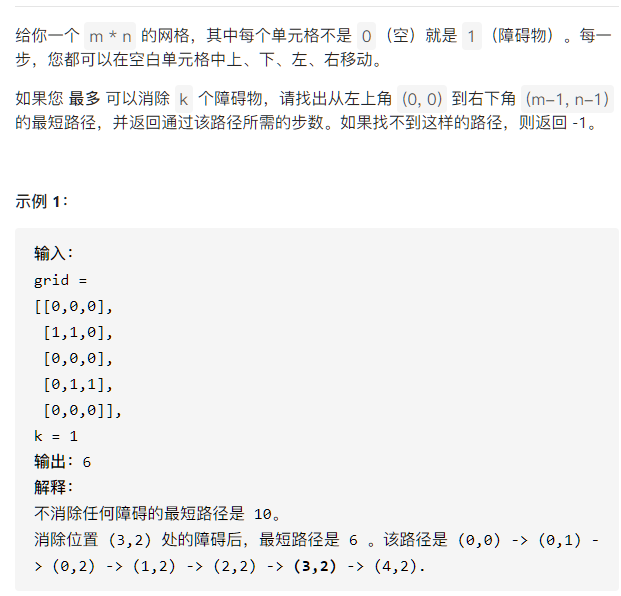 给你一个 m * n 的网格，其中每个单元格不是 0（空）就是 1（障碍物）。每一
步，您都可以在空白单元格中上、下、左、右移动。
如果您 最多 可以消除 k 个障碍物，请找出从左上角 (0, 0) 到右下角 (m-1, n-1)
的最短路径，并返回通过该路径所需的步数。如果找不到这样的路径，则返回 -1。
示例 1：
输入：
grid =
[[0,0,0],
 [1,1,0],
 [0,0,0],
 [0,1,1],
 [0,0,0]],
k = 1
输出：6
解释：
不消除任何障碍的最短路径是 10。
消除位置 (3,2) 处的障碍后，最短路径是 6 。该路径是 (0,0) -> (0,1) -
> (0,2) -> (1,2) -> (2,2) -> (3,2) -> (4,2).